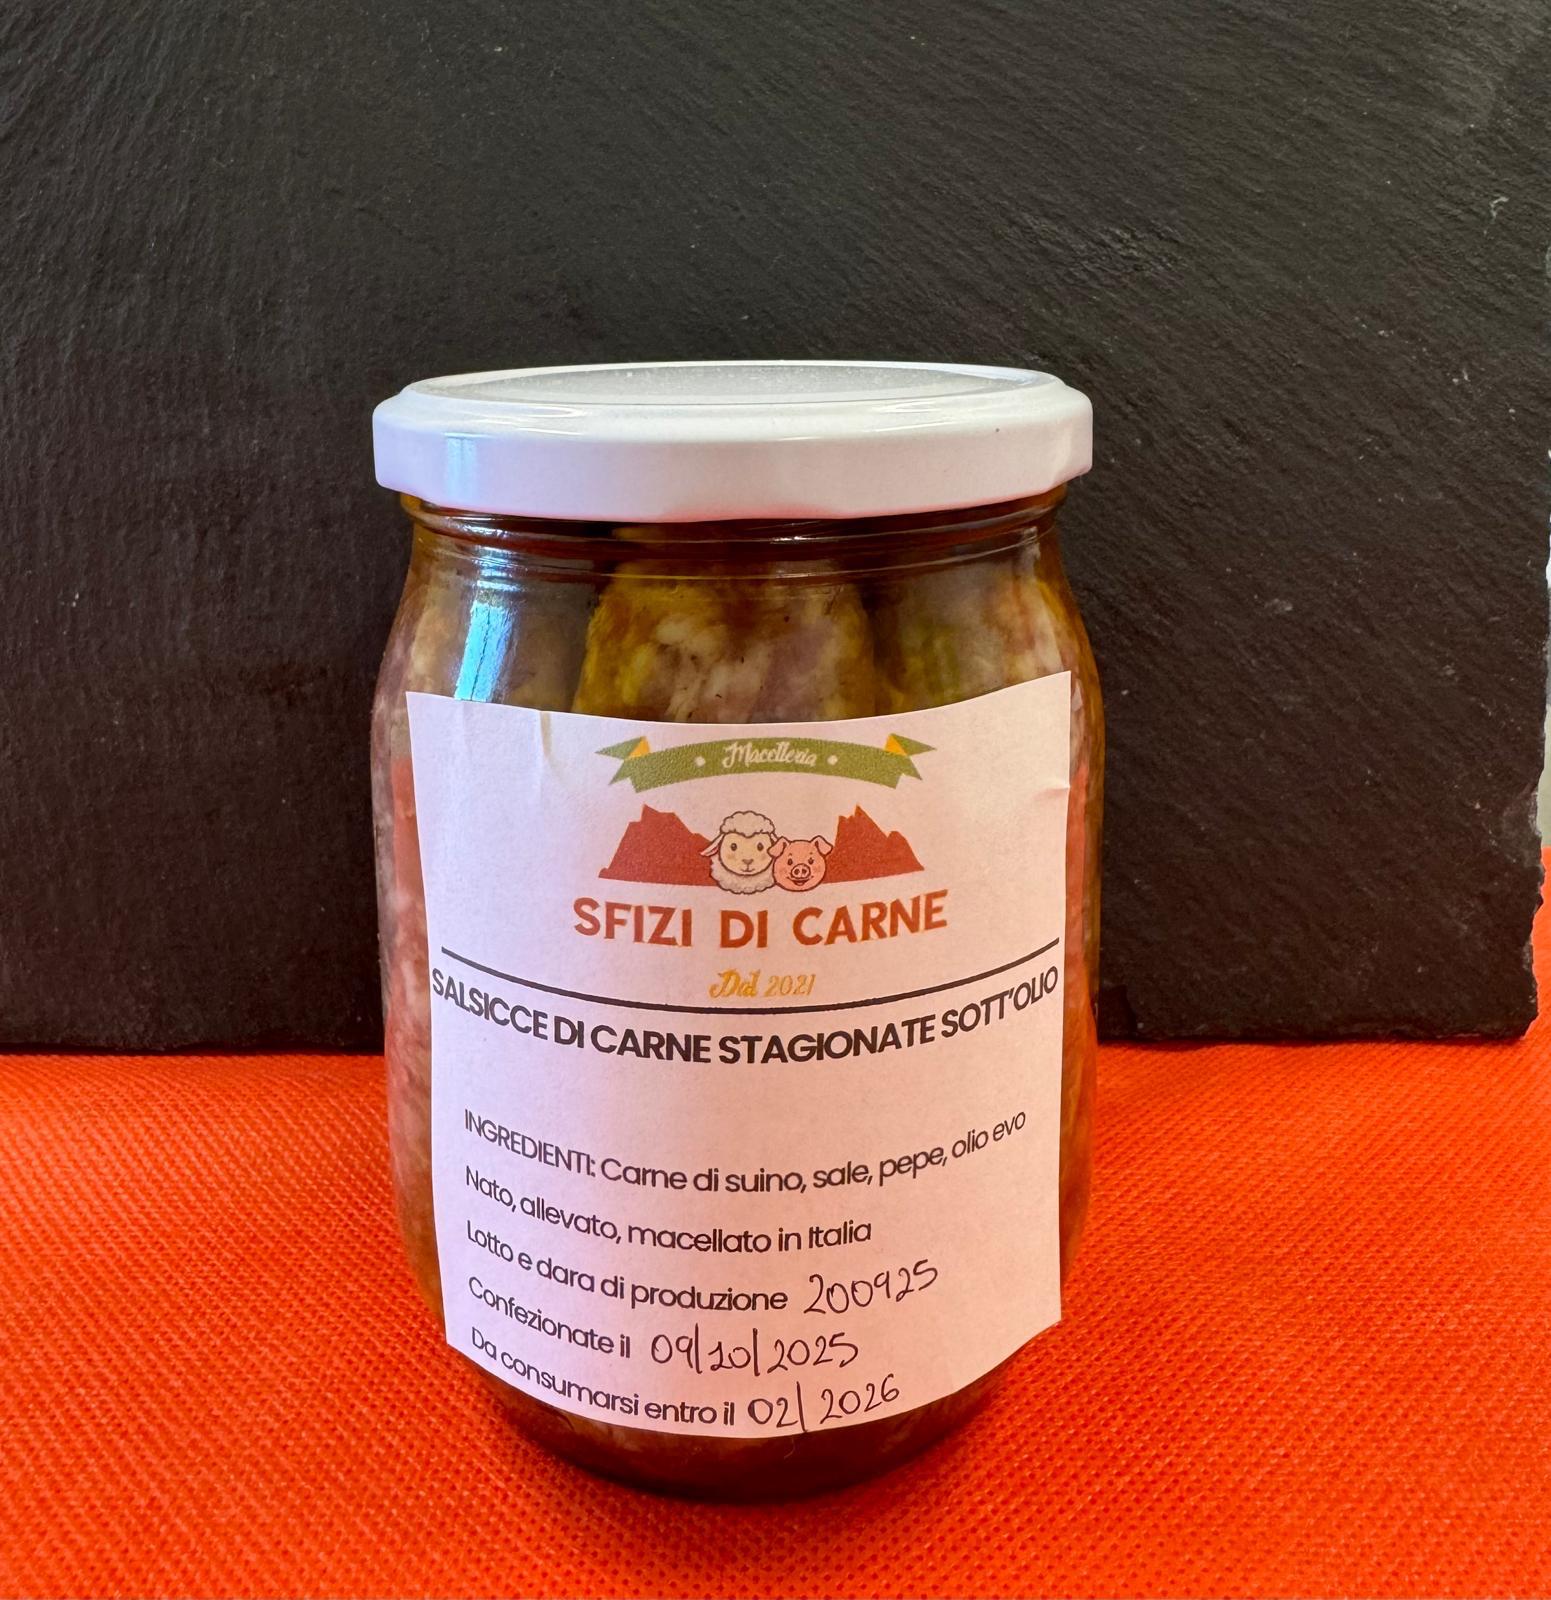 Macelleria
SFIZI DI CARNE
Dal 2021
SALSICCE DI CARNE STAGIONATE SOTT'OLIO
INGREDIENTI: Carne di suino, sale, pepe, olio evo
Nato, allevato, macellato in Italia
Lotto e dara di produzione 200925
Confezionate il 09/10/2025
Da consumarsi entro il 02/2026